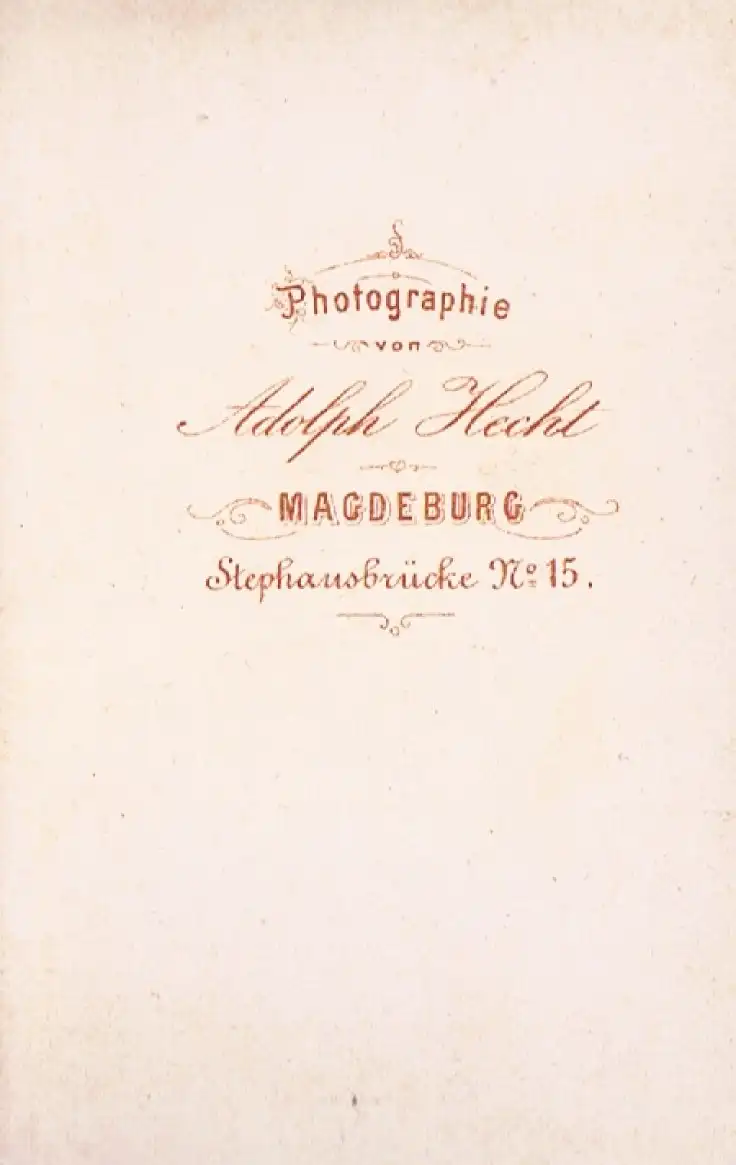 Photographie
von
Adolph Hecht
MAGDEBURG
Stephansbrücke No 15.